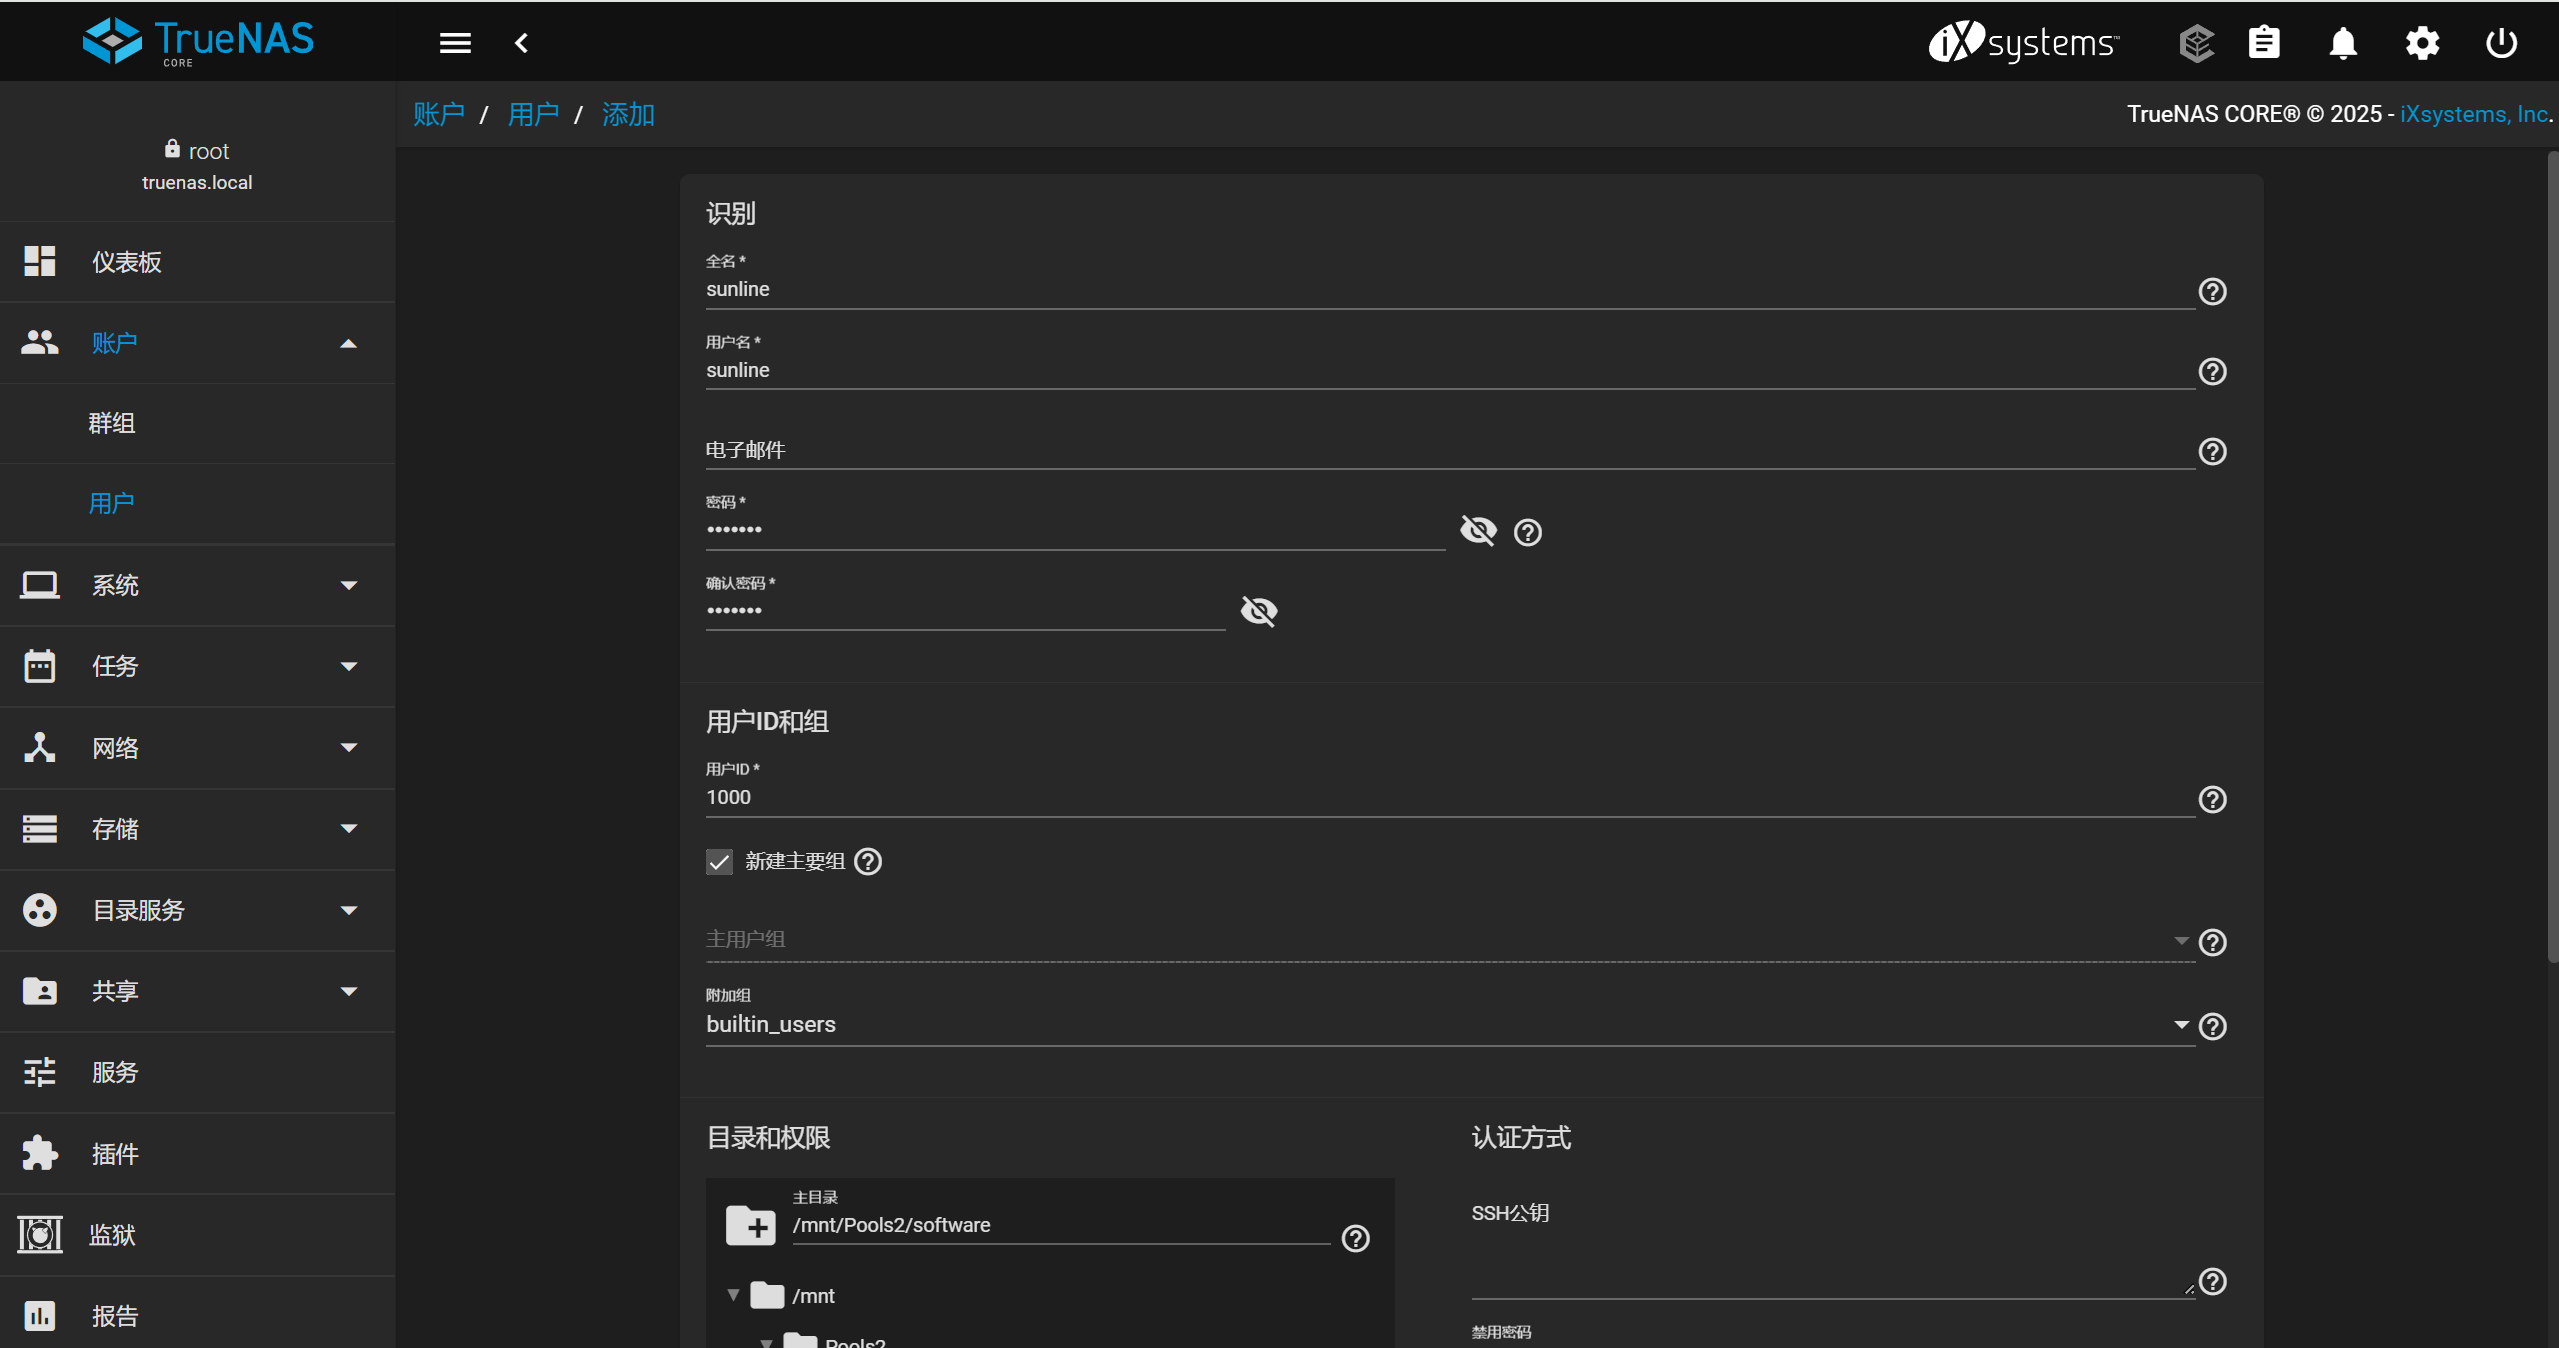 TrueNAS
CORE
iXsystems™
账户 / 用户 / 添加
TrueNAS CORE® © 2025 - iXsystems, Inc.
root
truenas.local
仪表板
账户
群组
用户
系统
任务
网络
存储
目录服务
共享
服务
插件
监狱
报告
识别
全名 *
sunline
用户名 *
sunline
电子邮件
密码 *
•••••••
确认密码 *
•••••••
用户ID和组
用户ID *
1000
新建主要组
主用户组
附加组
builtin_users
目录和权限
主目录
/mnt/Pools2/software
/mnt
Pools2
认证方式
SSH公钥
禁用密码